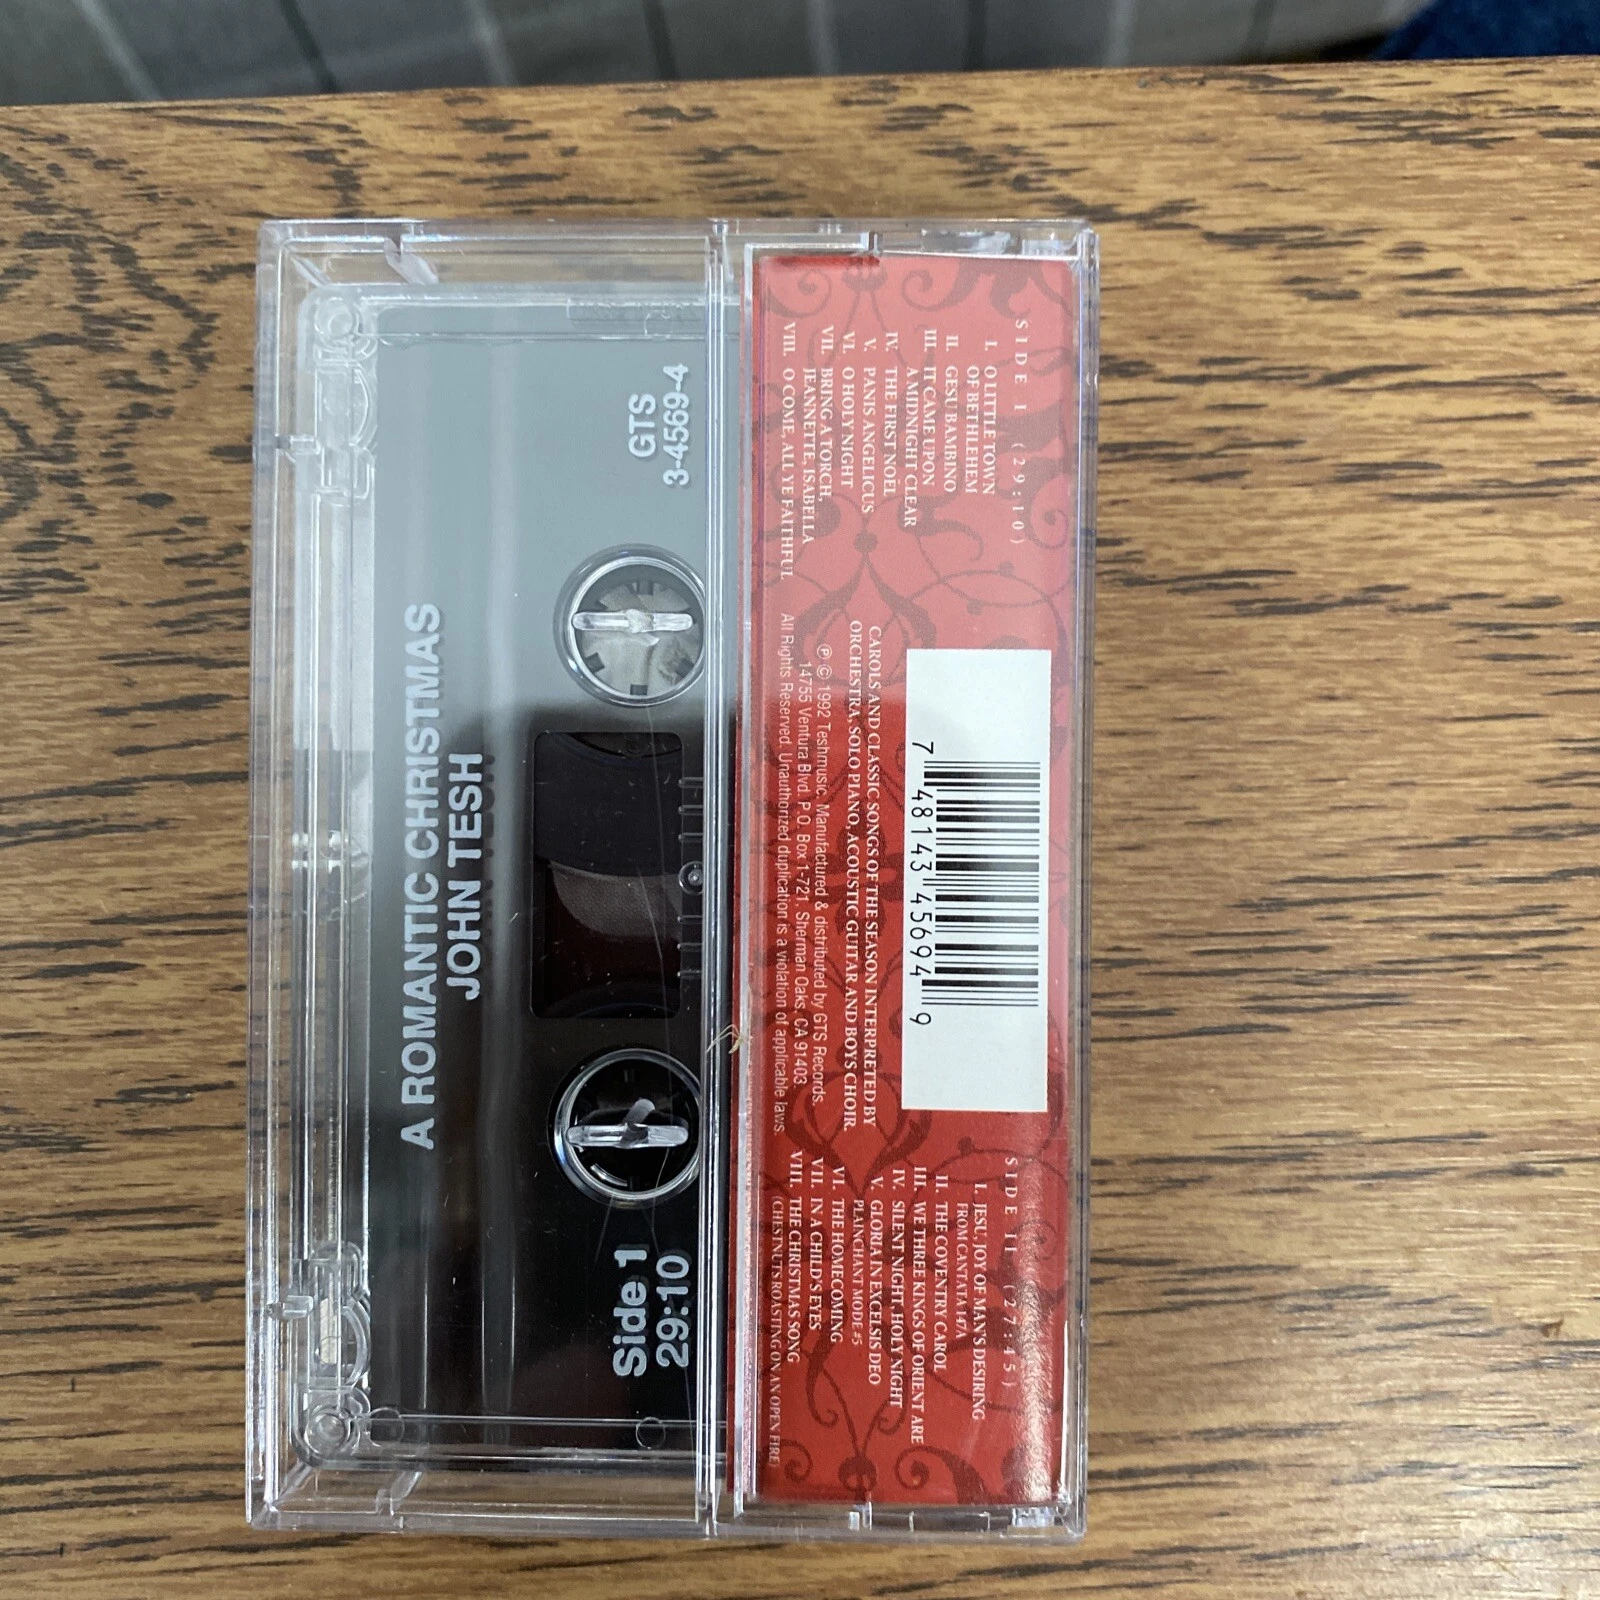 SIDE I (29:10)
I. O LITTLE TOWN
OF BETHLEHEM
II. GESU BAMBINO
III. IT CAME UPON
A MIDNIGHT CLEAR
IV. THE FIRST NOËL
V. PANIS ANGELICUS
VI. O HOLY NIGHT
VII. BRING A TORCH,
JEANNETTE, ISABELLA
VIII. O COME, ALL YE FAITHFUL
7 48143 45694 9
CAROLS AND CLASSIC SONGS OF THE SEASON INTERPRETED BY
ORCHESTRA, SOLO PIANO, ACOUSTIC GUITAR AND BOYS CHOIR.
℗ © 1992 Teshmusic. Manufactured & distributed by GTS Records.
14755 Ventura Blvd. P.O. Box 1-721, Sherman Oaks, CA 91403.
All Rights Reserved. Unauthorized duplication is a violation of applicable laws.
SIDE II (27:45)
I. JESU, JOY OF MAN'S DESIRING
FROM CANTATA 147A
II. THE COVENTRY CAROL
III. WE THREE KINGS OF ORIENT ARE
IV. SILENT NIGHT, HOLY NIGHT
V. GLORIA IN EXCELSIS DEO
PLAINCHANT MODE #5
VI. THE HOMECOMING
VII. IN A CHILD'S EYES
VIII. THE CHRISTMAS SONG
(CHESTNUTS ROASTING ON AN OPEN FIRE)
GTS
3-4569-4
Side 1
29:10
A ROMANTIC CHRISTMAS
JOHN TESH